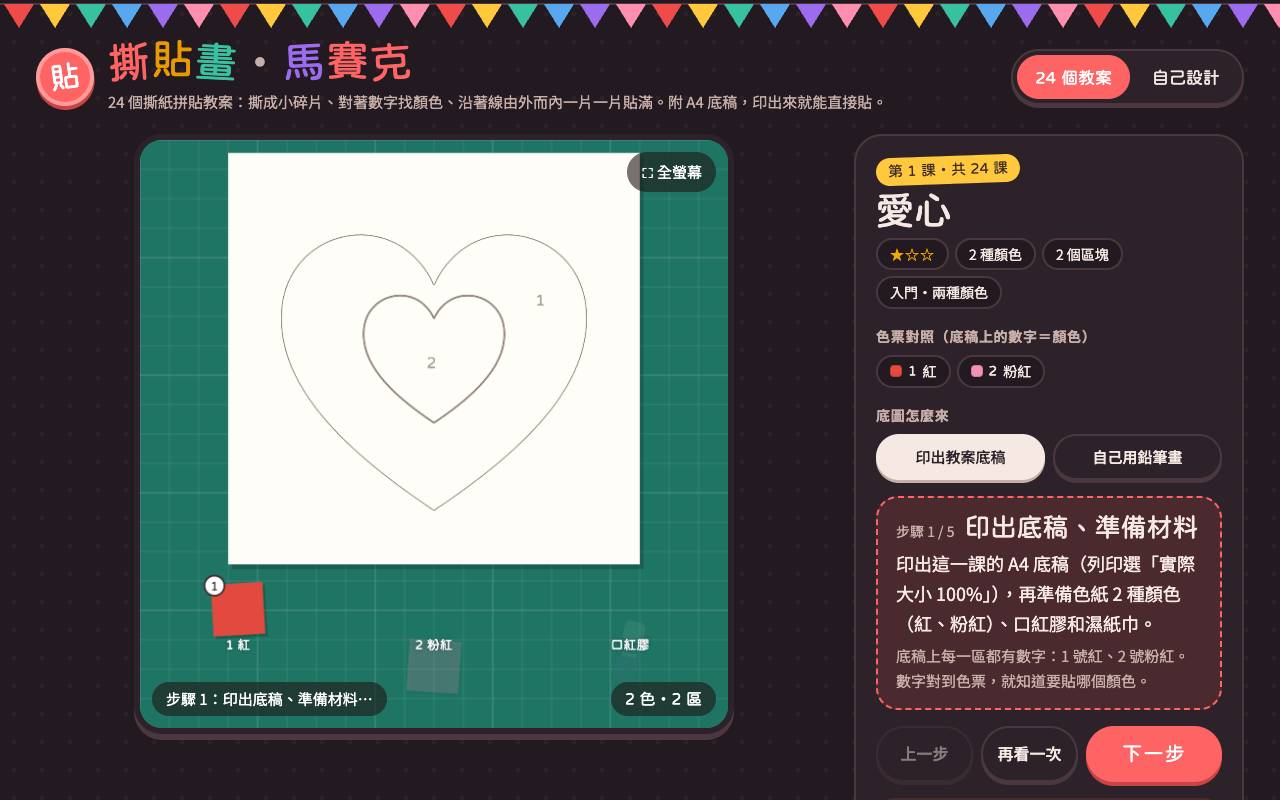 貼
撕貼畫・馬賽克
24 個撕紙拼貼教案：撕成小碎片、對著數字找顏色、沿著線由外而內一片一片貼滿。附 A4 底稿，印出來就能直接貼。
24 個教案
自己設計
全螢幕
1
2
1
1 紅
2 粉紅
口紅膠
步驟 1：印出底稿、準備材料⋯
2 色・2 區
第 1 課・共 24 課
愛心
★☆☆
2 種顏色
2 個區塊
入門・兩種顏色
色票對照（底稿上的數字＝顏色）
1 紅
2 粉紅
底圖怎麼來
印出教案底稿
自己用鉛筆畫
步驟 1 / 5 印出底稿、準備材料
印出這一課的 A4 底稿（列印選「實際
大小 100%」），再準備色紙 2 種顏色
（紅、粉紅）、口紅膠和濕紙巾。
底稿上每一區都有數字：1 號紅、2 號粉紅。
數字對到色票，就知道要貼哪個顏色。
上一步
再看一次
下一步